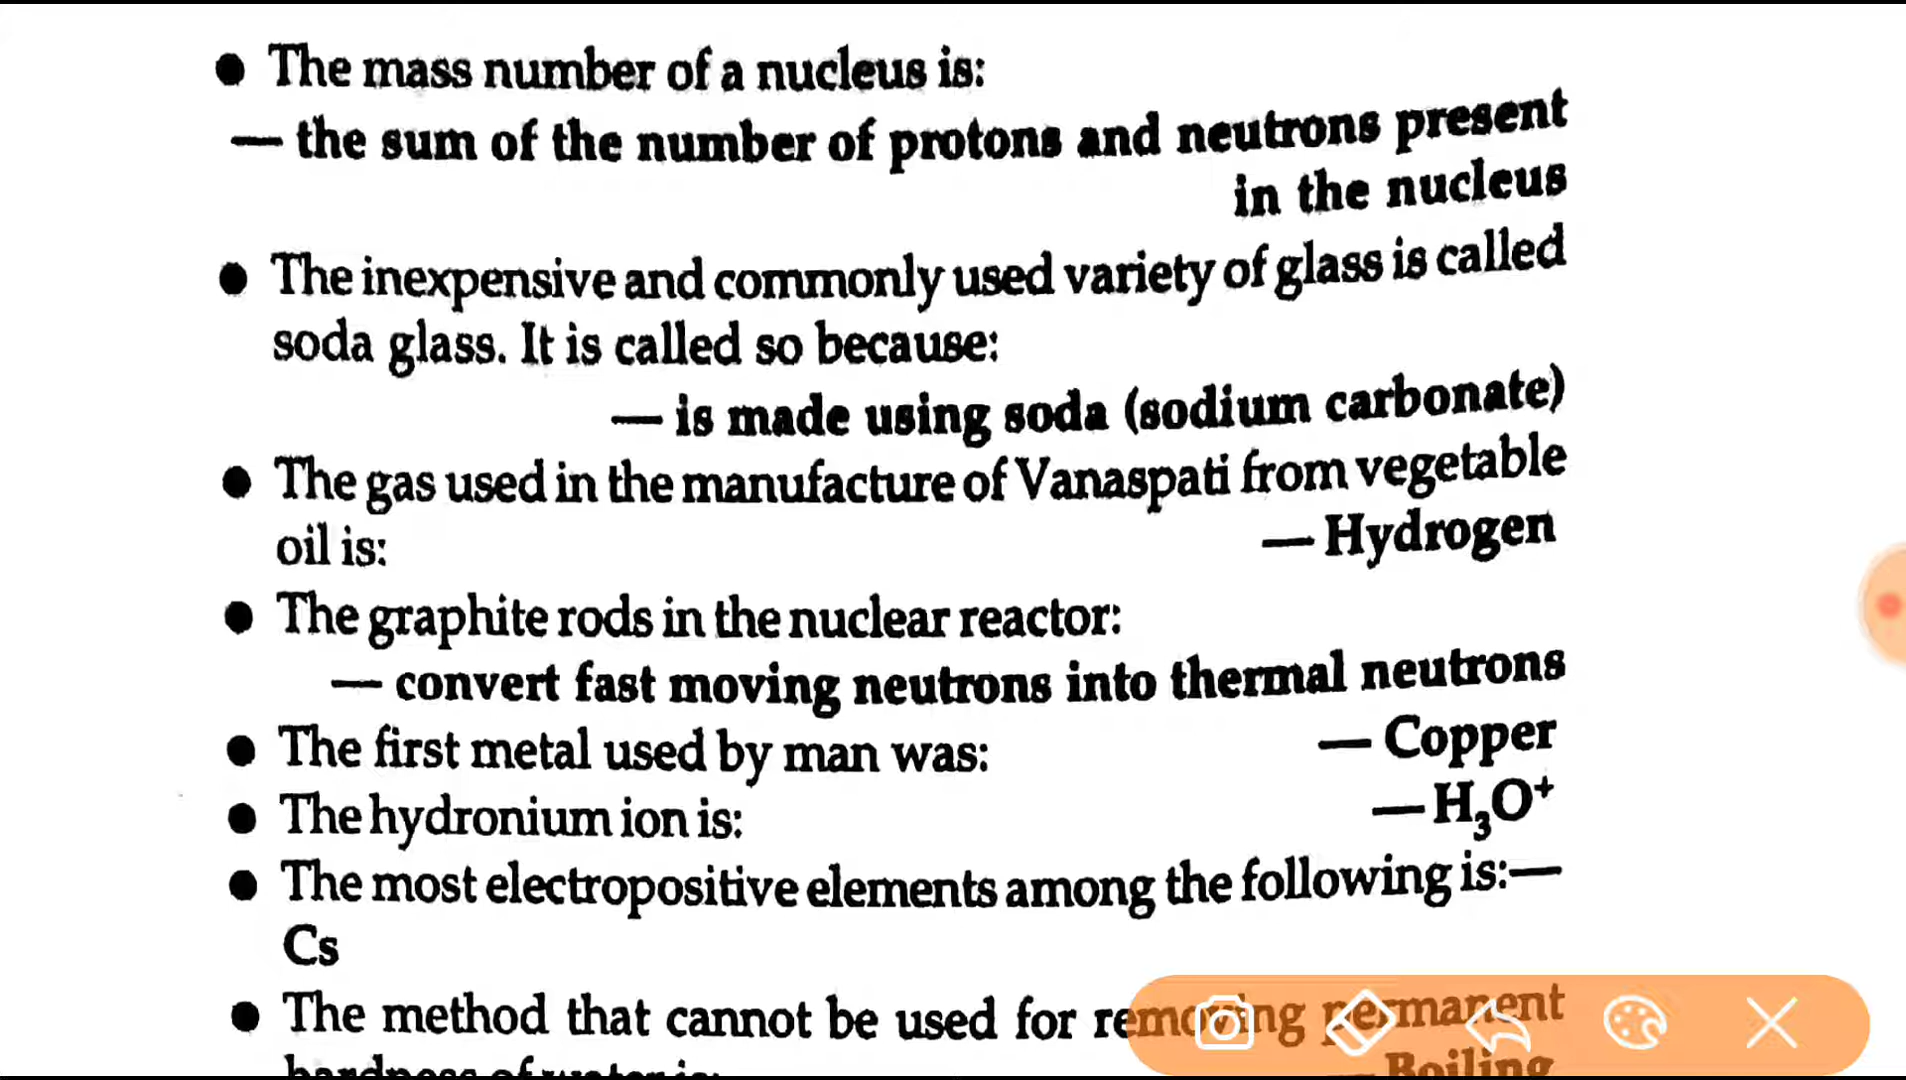 ● The mass number of a nucleus is:
— the sum of the number of protons and neutrons present
in the nucleus
● The inexpensive and commonly used variety of glass is called
soda glass. It is called so because:
— is made using soda (sodium carbonate)
● The gas used in the manufacture of Vanaspati from vegetable
oil is: — Hydrogen
● The graphite rods in the nuclear reactor:
— convert fast moving neutrons into thermal neutrons
● The first metal used by man was: — Copper
● The hydronium ion is: — H₃O⁺
● The most electropositive elements among the following is:—
Cs
● The method that cannot be used for removing permanent
hardness of water is: — Boiling